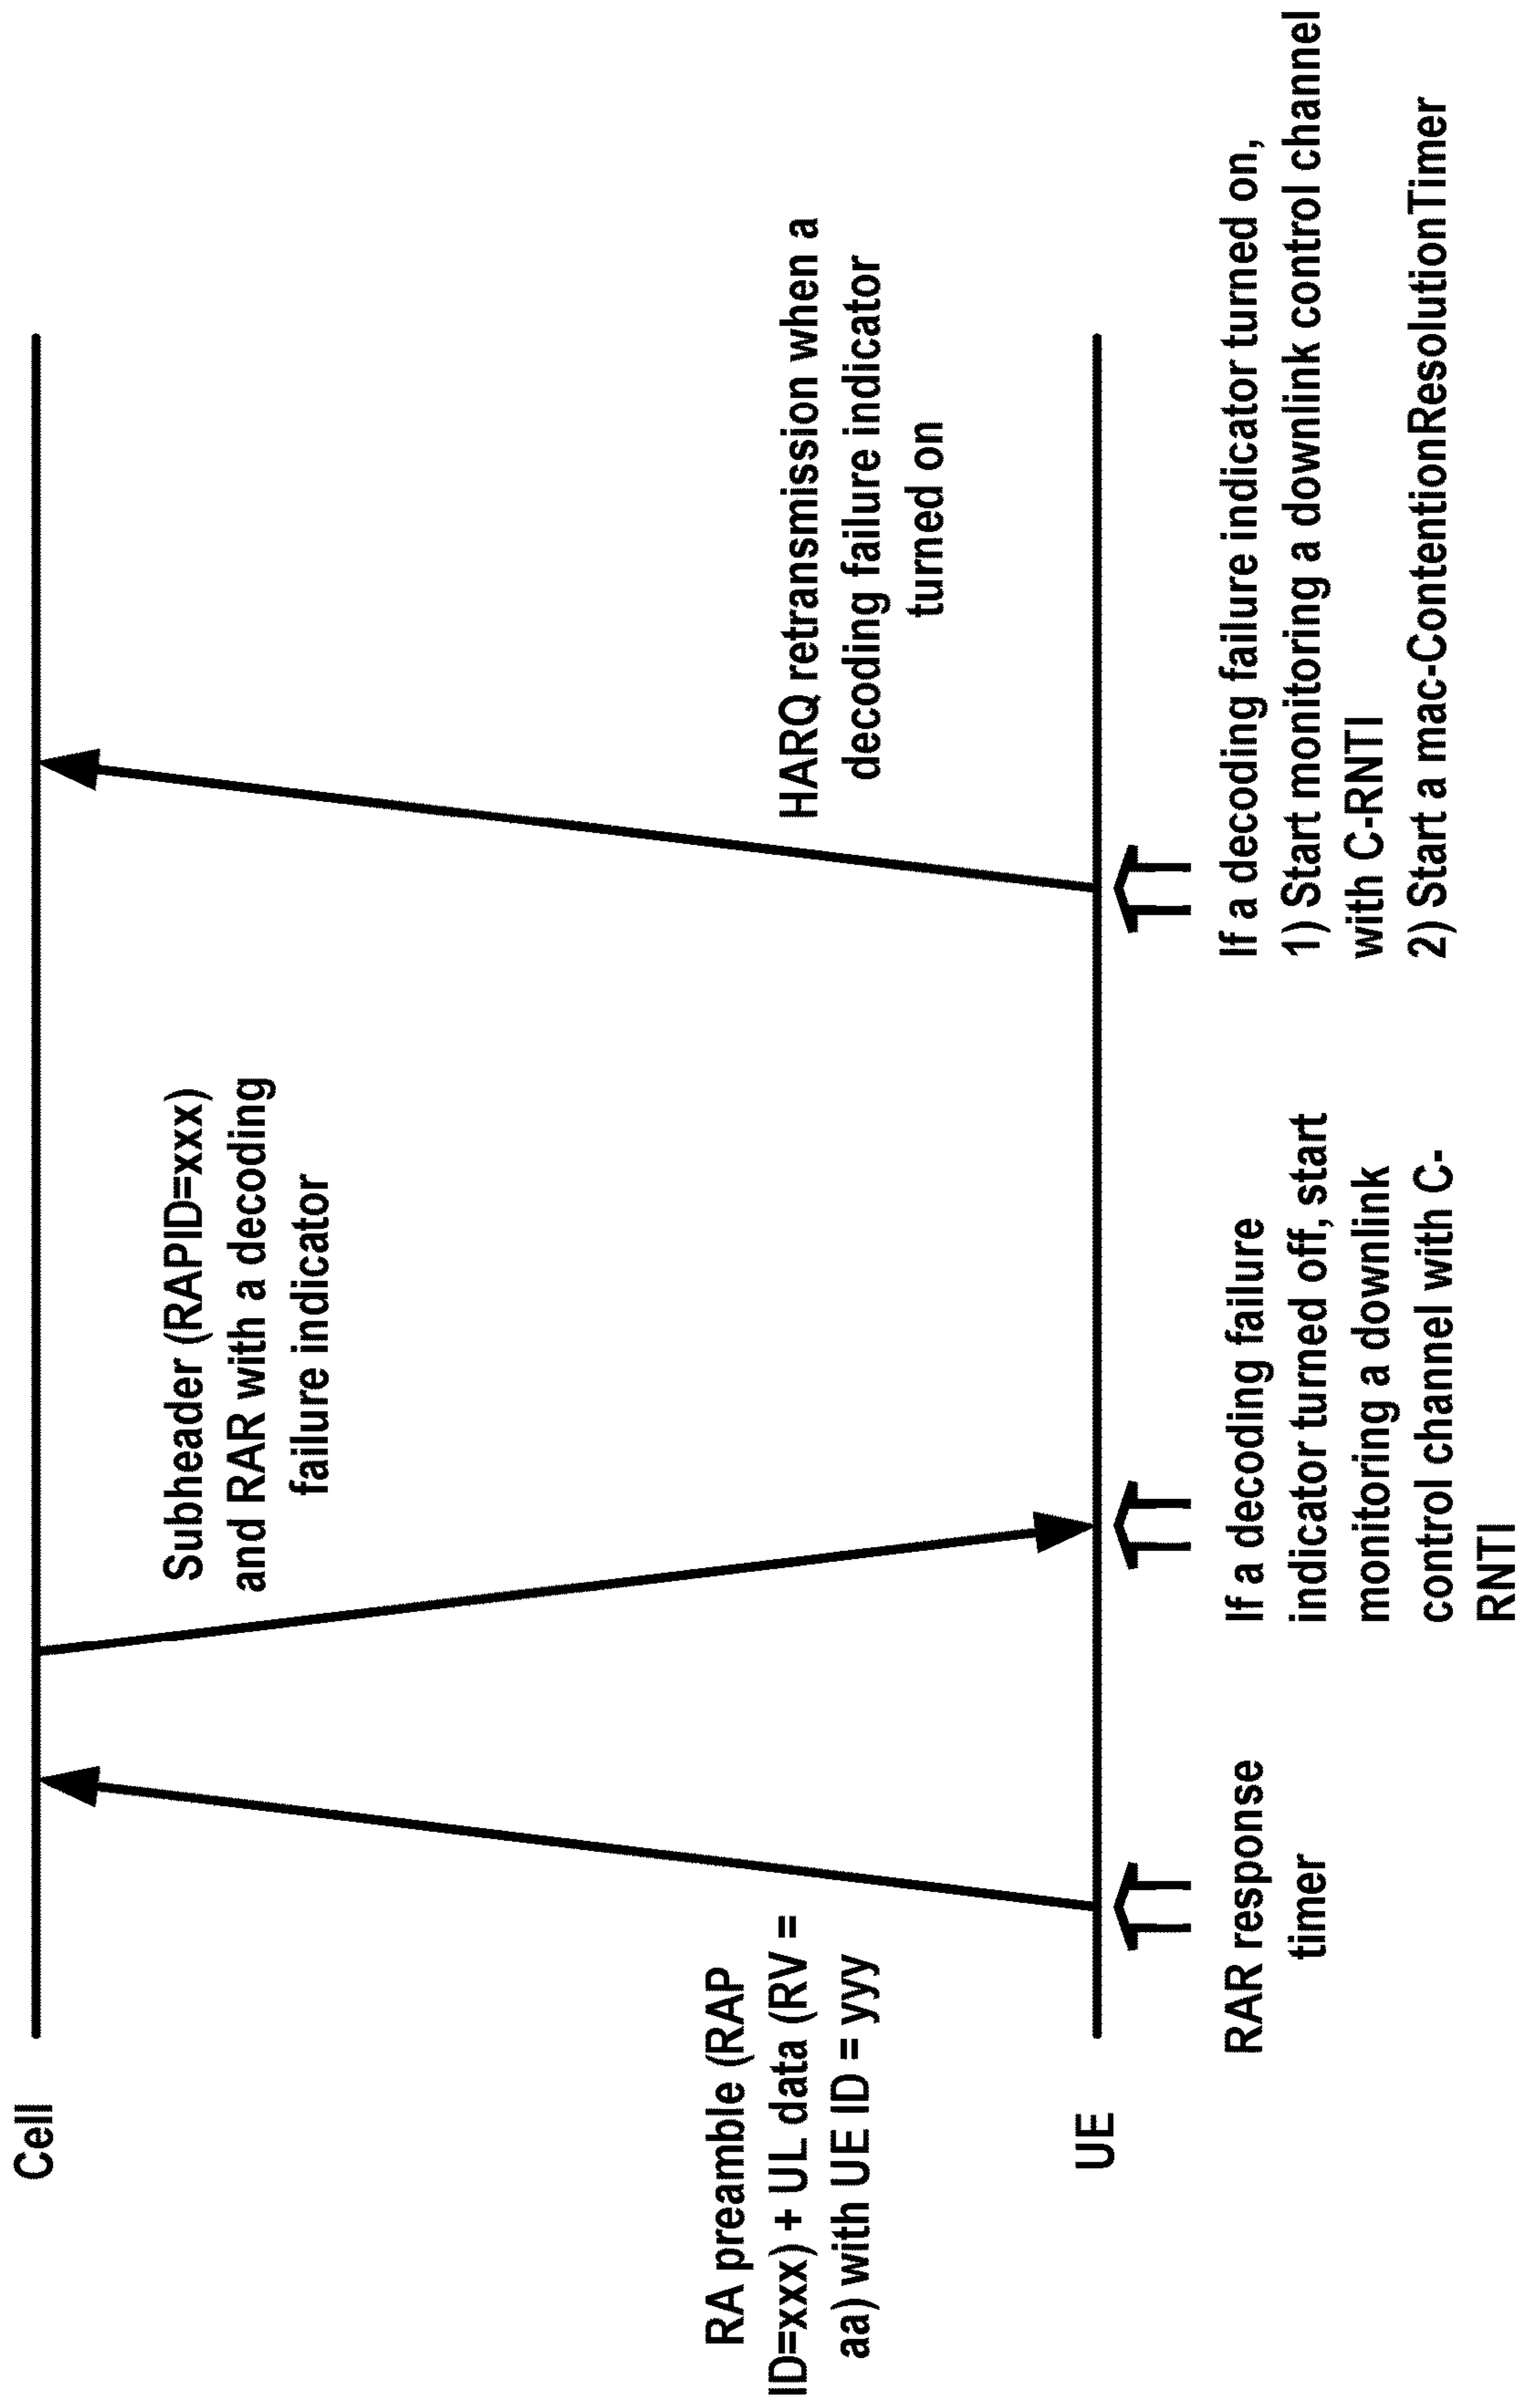 Cell
RA preamble (RAP
ID=xxx) + UL data (RV =
aa) with UE ID = yyy
Subheader (RAPID=xxx)
and RAR with a decoding
failure indicator
HARQ retransmission when a
decoding failure indicator
turned on
UE
RAR response
timer
If a decoding failure
indicator turned off, start
monitoring a downlink
control channel with C-
RNTI
If a decoding failure indicator turned on,
1) Start monitoring a downlink control channel
with C-RNTI
2) Start a mac-ContentionResolutionTimer